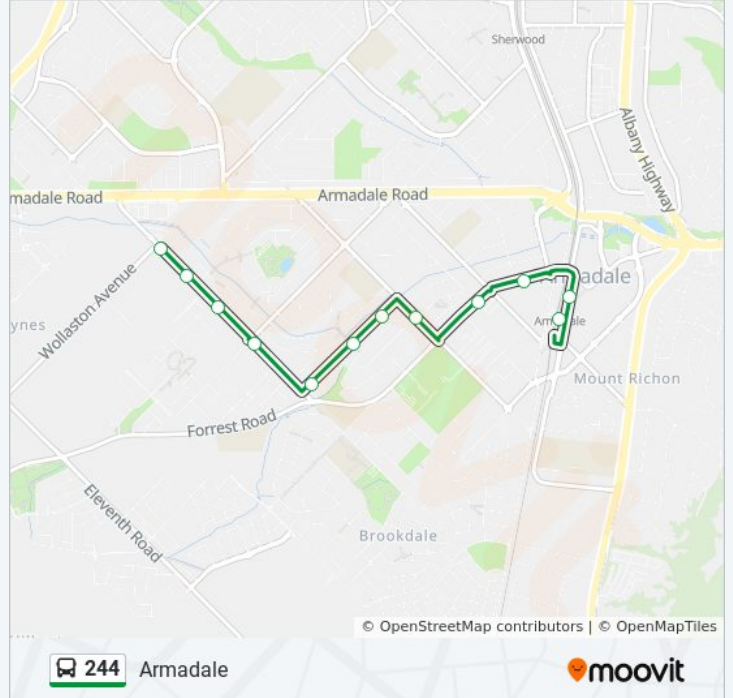 Sherwood
Albany Highway
madale Road
Armadale Road
Armadale
Wollaston Avenue
ynes
Mount Richon
Forrest Road
Eleventh Road
Brookdale
© OpenStreetMap contributors | © OpenMapTiles
244 Armadale
moovit